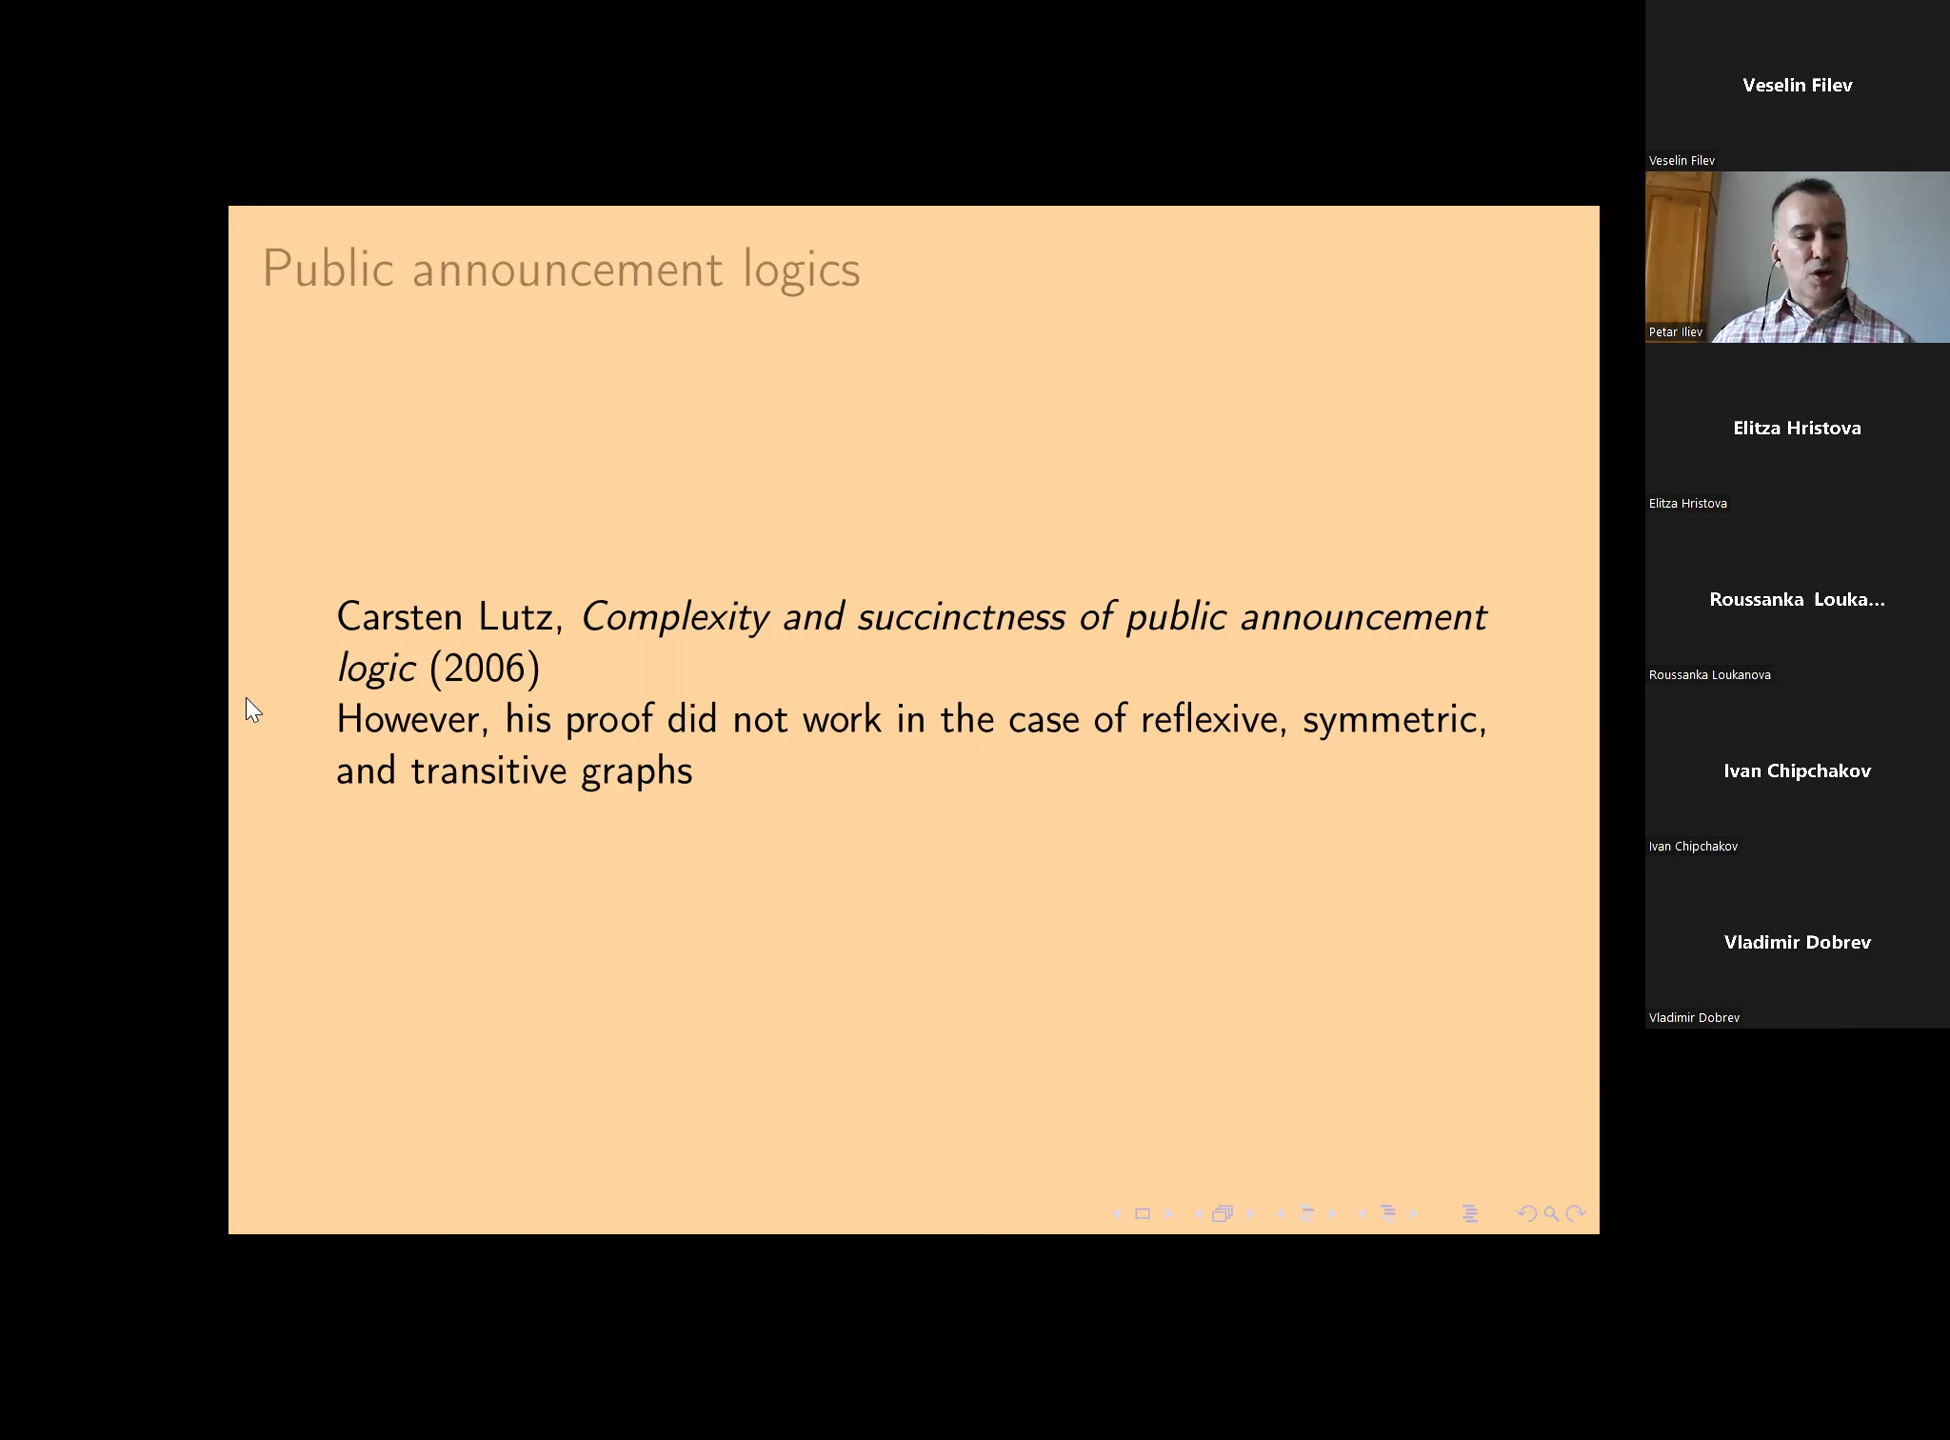 Public announcement logics
Carsten Lutz, Complexity and succinctness of public announcement
logic (2006)
However, his proof did not work in the case of reflexive, symmetric,
and transitive graphs
Veselin Filev
Veselin Filev
Petar Iliev
Elitza Hristova
Elitza Hristova
Roussanka Louka...
Roussanka Loukanova
Ivan Chipchakov
Ivan Chipchakov
Vladimir Dobrev
Vladimir Dobrev